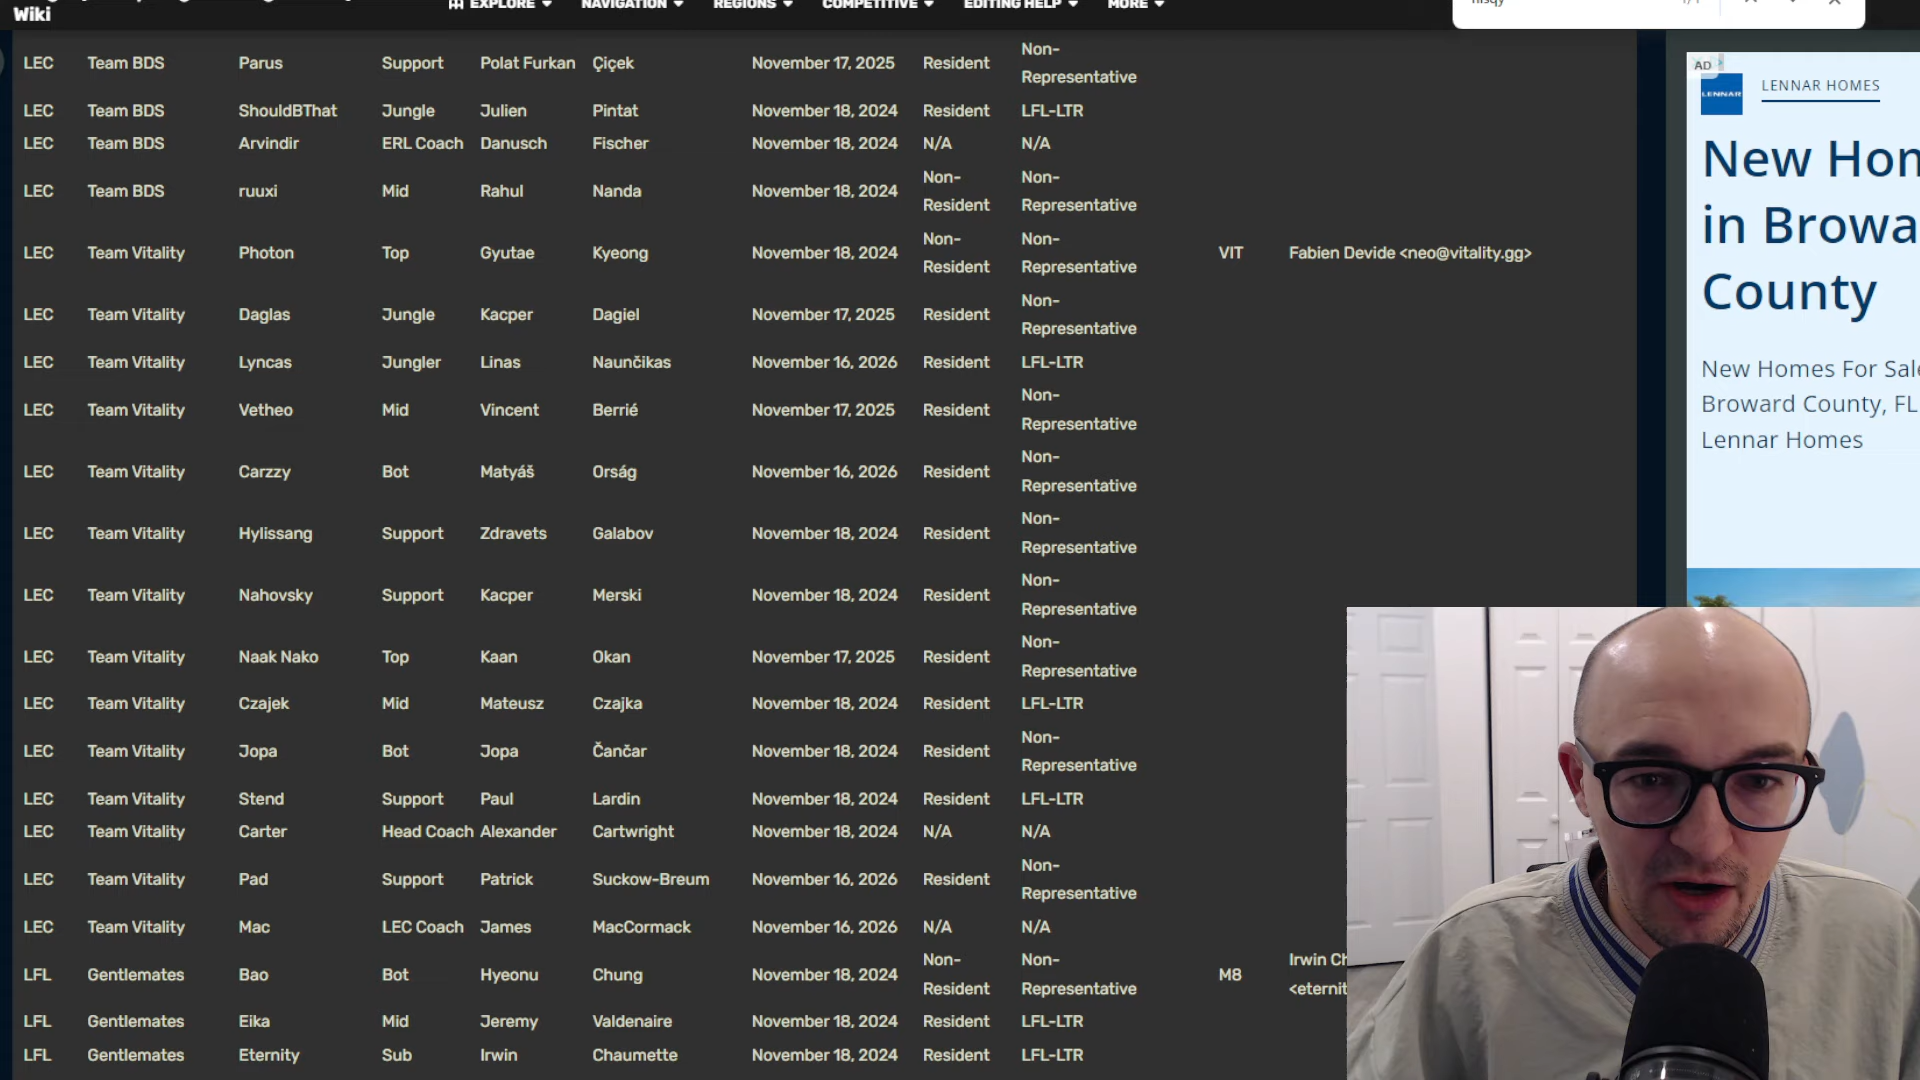 Wiki
EXPLORE NAVIGATION REGIONS COMPETITIVE EDITING HELP MORE
nisqy 1/1
LEC Team BDS Parus Support Polat Furkan Çiçek November 17, 2025 Resident Non-Representative
LEC Team BDS ShouldBThat Jungle Julien Pintat November 18, 2024 Resident LFL-LTR
LEC Team BDS Arvindir ERL Coach Danusch Fischer November 18, 2024 N/A N/A
LEC Team BDS ruuxi Mid Rahul Nanda November 18, 2024 Non-Resident Non-Representative
LEC Team Vitality Photon Top Gyutae Kyeong November 18, 2024 Non-Resident Non-Representative VIT Fabien Devide <neo@vitality.gg>
LEC Team Vitality Daglas Jungle Kacper Dagiel November 17, 2025 Resident Non-Representative
LEC Team Vitality Lyncas Jungler Linas Naunčikas November 16, 2026 Resident LFL-LTR
LEC Team Vitality Vetheo Mid Vincent Berrié November 17, 2025 Resident Non-Representative
LEC Team Vitality Carzzy Bot Matyáš Orság November 16, 2026 Resident Non-Representative
LEC Team Vitality Hylissang Support Zdravets Galabov November 18, 2024 Resident Non-Representative
LEC Team Vitality Nahovsky Support Kacper Merski November 18, 2024 Resident Non-Representative
LEC Team Vitality Naak Nako Top Kaan Okan November 17, 2025 Resident Non-Representative
LEC Team Vitality Czajek Mid Mateusz Czajka November 18, 2024 Resident LFL-LTR
LEC Team Vitality Jopa Bot Jopa Čančar November 18, 2024 Resident Non-Representative
LEC Team Vitality Stend Support Paul Lardin November 18, 2024 Resident LFL-LTR
LEC Team Vitality Carter Head Coach Alexander Cartwright November 18, 2024 N/A N/A
LEC Team Vitality Pad Support Patrick Suckow-Breum November 16, 2026 Resident Non-Representative
LEC Team Vitality Mac LEC Coach James MacCormack November 16, 2026 N/A N/A
LFL Gentlemates Bao Bot Hyeonu Chung November 18, 2024 Non-Resident Non-Representative M8 Irwin Ch <eternit
LFL Gentlemates Eika Mid Jeremy Valdenaire November 18, 2024 Resident LFL-LTR
LFL Gentlemates Eternity Sub Irwin Chaumette November 18, 2024 Resident LFL-LTR
AD
LENNAR
LENNAR HOMES
New Hon
in Browa
County
New Homes For Sale
Broward County, FL
Lennar Homes